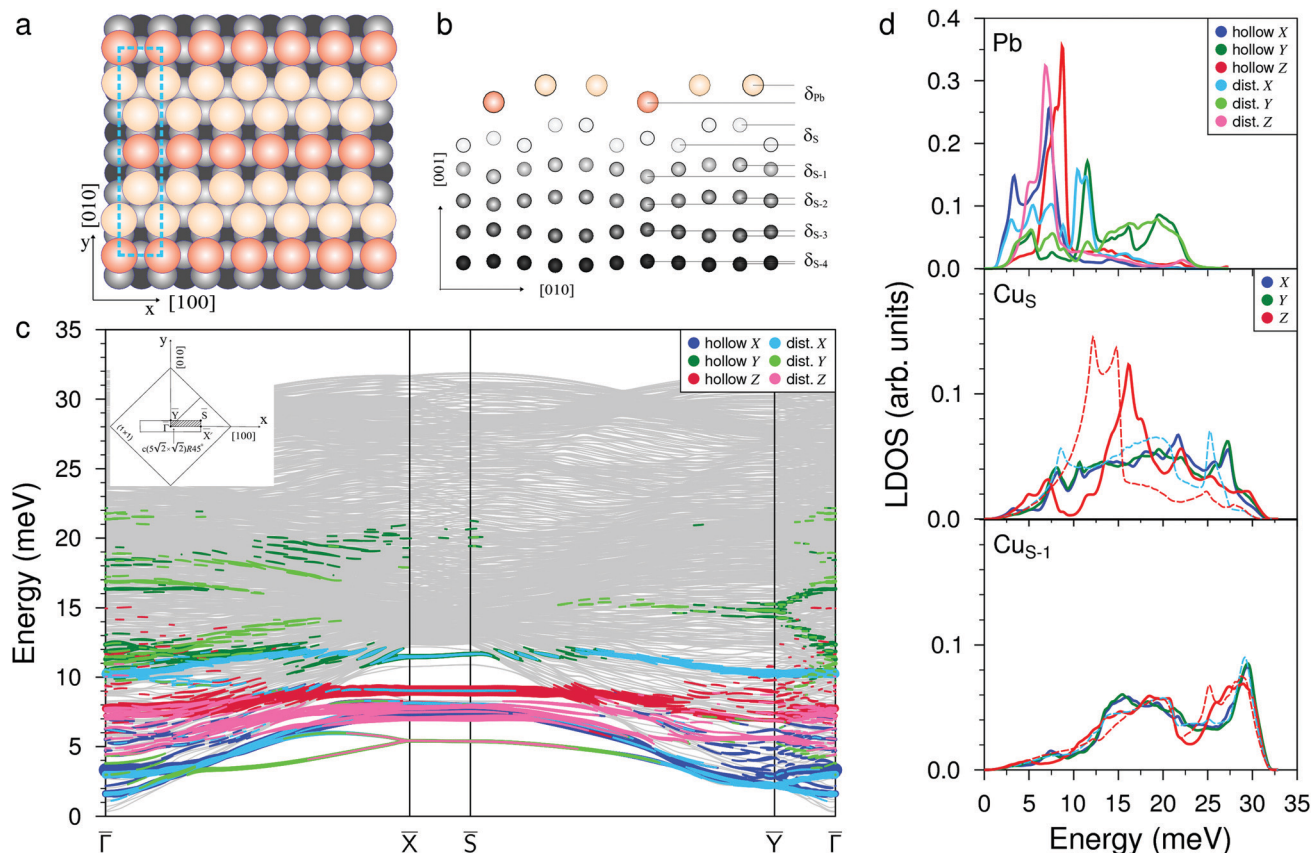 a
[010]
y
x
[100]
b
[001]
[010]
δPb
δS
δS-1
δS-2
δS-3
δS-4
c
Energy (meV)
35
30
25
20
15
10
5
0
y
[010]
Y̅
S̅
x
Γ̅
X̅'
[100]
(1×1)
c(5√2×√2)R45°
hollow X
hollow Y
hollow Z
dist. X
dist. Y
dist. Z
Γ̅
X̅
S̅
Y̅
Γ̅
d
LDOS (arb. units)
0.4
0.3
0.2
0.1
0.0
Pb
hollow X
hollow Y
hollow Z
dist. X
dist. Y
dist. Z
0.1
0.0
CuS
X
Y
Z
0.1
0.0
CuS-1
0 5 10 15 20 25 30 35
Energy (meV)